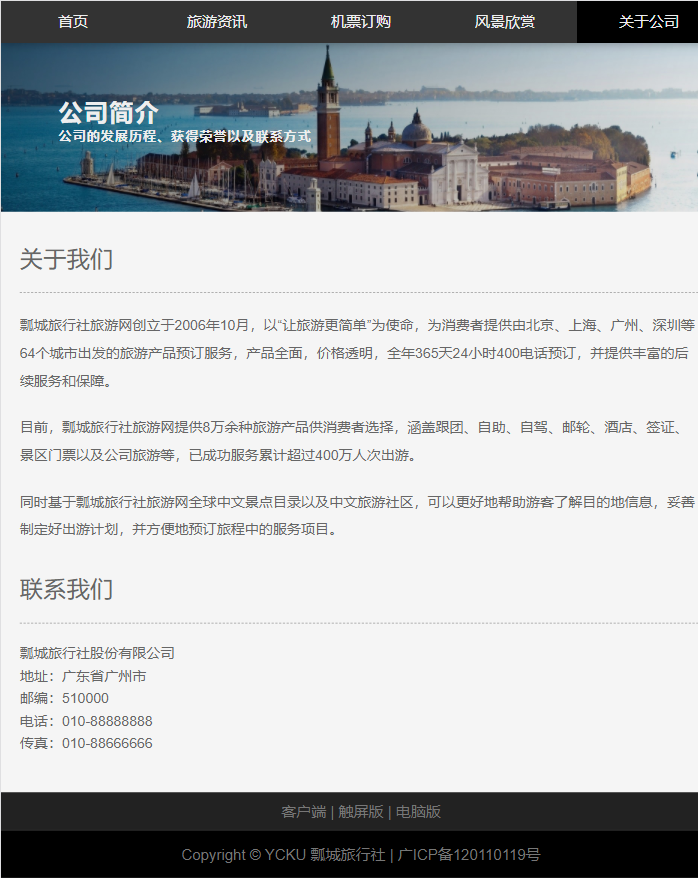 首页 旅游资讯 机票订购 风景欣赏 关于公司
公司简介
公司的发展历程、获得荣誉以及联系方式
关于我们
瓢城旅行社旅游网创立于2006年10月，以“让旅游更简单”为使命，为消费者提供由北京、上海、广州、深圳等
64个城市出发的旅游产品预订服务，产品全面，价格透明，全年365天24小时400电话预订，并提供丰富的后
续服务和保障。
目前，瓢城旅行社旅游网提供8万余种旅游产品供消费者选择，涵盖跟团、自助、自驾、邮轮、酒店、签证、
景区门票以及公司旅游等，已成功服务累计超过400万人次出游。
同时基于瓢城旅行社旅游网全球中文景点目录以及中文旅游社区，可以更好地帮助游客了解目的地信息，妥善
制定好出游计划，并方便地预订旅程中的服务项目。
联系我们
瓢城旅行社股份有限公司
地址：广东省广州市
邮编：510000
电话：010-88888888
传真：010-88666666
客户端 | 触屏版 | 电脑版
Copyright © YCKU 瓢城旅行社 | 广ICP备120110119号